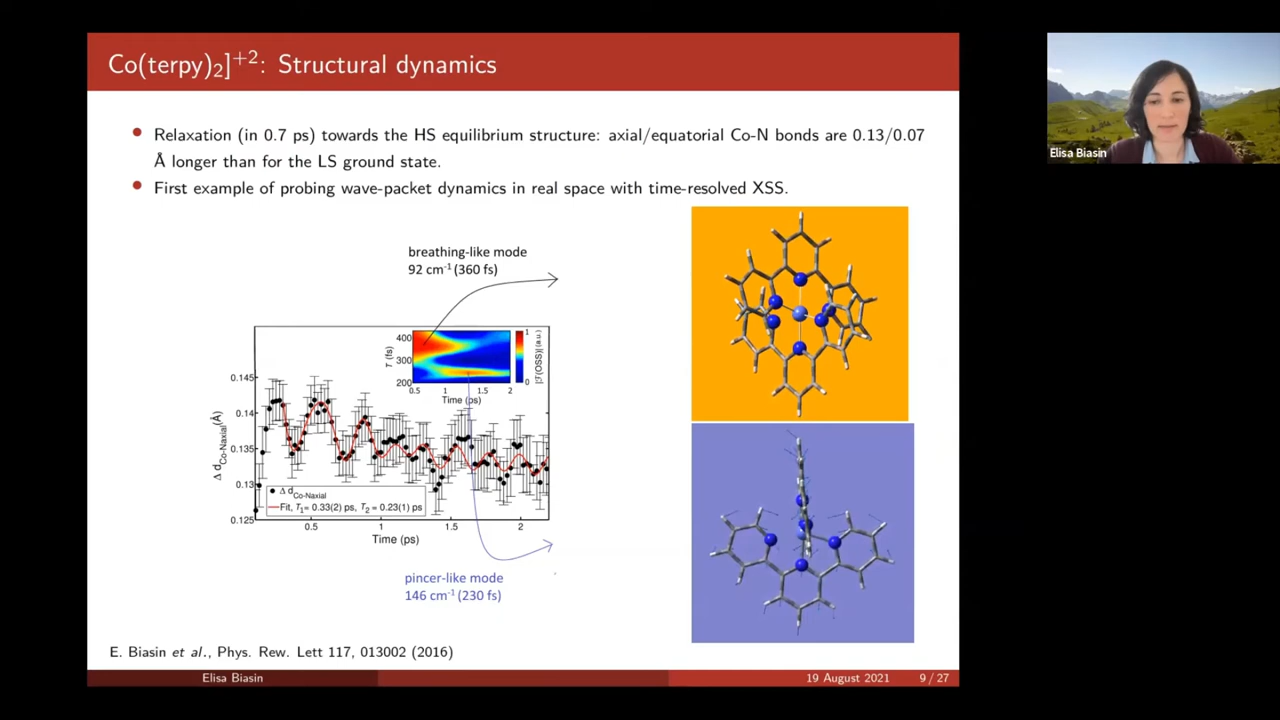 Co(terpy)₂]⁺²: Structural dynamics
Elisa Biasin
Relaxation (in 0.7 ps) towards the HS equilibrium structure: axial/equatorial Co-N bonds are 0.13/0.07
Å longer than for the LS ground state.
First example of probing wave-packet dynamics in real space with time-resolved XSS.
breathing-like mode
92 cm⁻¹ (360 fs)
T (fs)
400
300
200
0.5 1 1.5 2
Time (ps)
1
0
Δ d_Co-Naxial (Å)
0.145
0.14
0.135
0.13
0.125
Δ d_Co-Naxial
Fit, T₁= 0.33(2) ps, T₂ = 0.23(1) ps
0.5 1 1.5 2
Time (ps)
pincer-like mode
146 cm⁻¹ (230 fs)
E. Biasin et al., Phys. Rew. Lett 117, 013002 (2016)
Elisa Biasin 19 August 2021 9 / 27